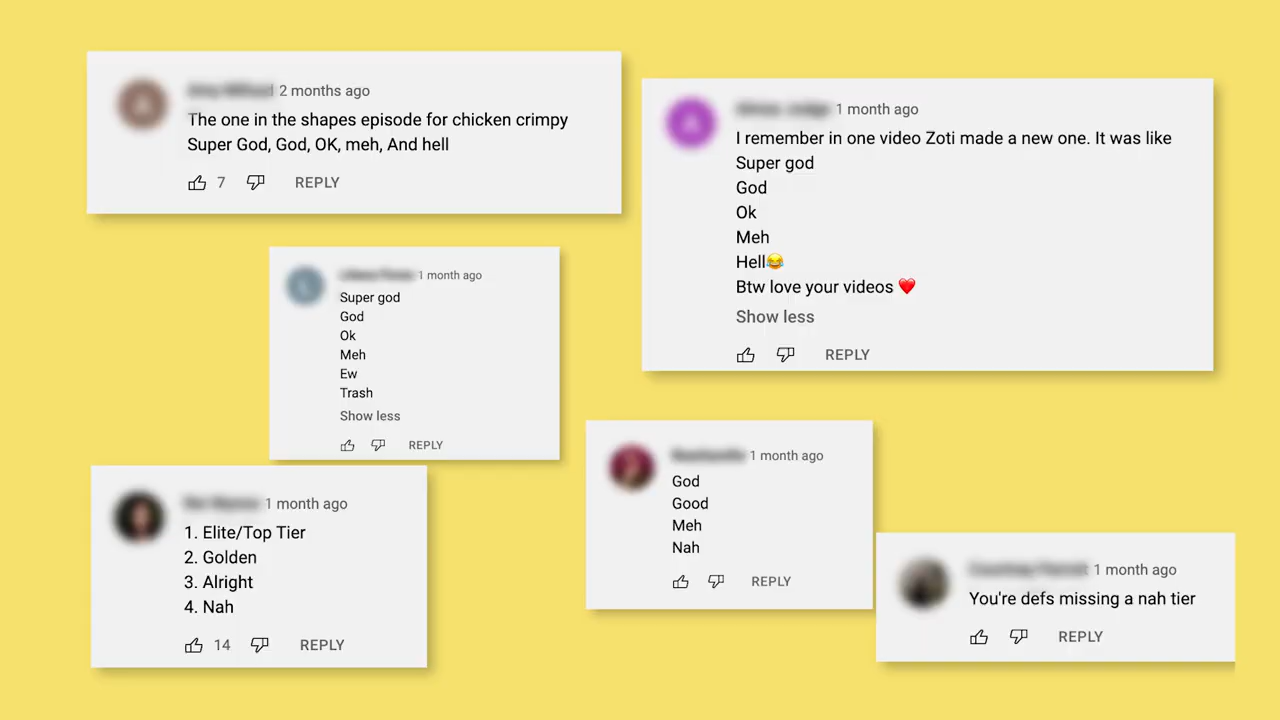 2 months ago
The one in the shapes episode for chicken crimpy
Super God, God, OK, meh, And hell
7 REPLY
1 month ago
I remember in one video Zoti made a new one. It was like
Super god
God
Ok
Meh
Hell😂
Btw love your videos ❤️
Show less
REPLY
1 month ago
Super god
God
Ok
Meh
Ew
Trash
Show less
REPLY
1 month ago
1. Elite/Top Tier
2. Golden
3. Alright
4. Nah
14 REPLY
1 month ago
God
Good
Meh
Nah
REPLY
1 month ago
You're defs missing a nah tier
REPLY